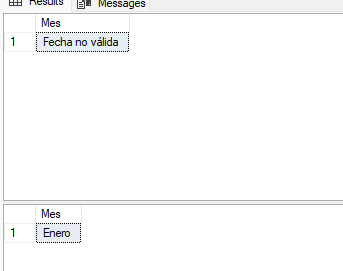 Results Messages
Mes
1 Fecha no válida
Mes
1 Enero